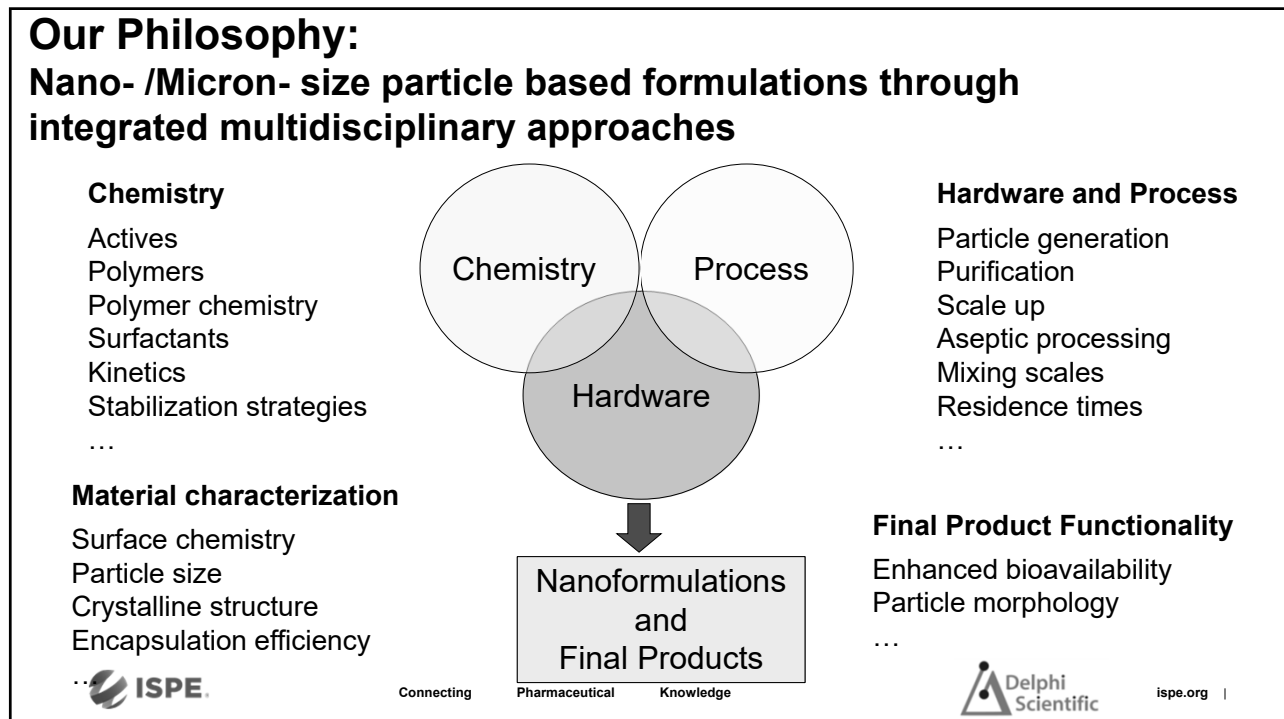 Our Philosophy:
Nano- /Micron- size particle based formulations through
integrated multidisciplinary approaches
Chemistry
Actives
Polymers
Polymer chemistry
Surfactants
Kinetics
Stabilization strategies
…
Material characterization
Surface chemistry
Particle size
Crystalline structure
Encapsulation efficiency
…
Chemistry
Process
Hardware
Nanoformulations
and
Final Products
Hardware and Process
Particle generation
Purification
Scale up
Aseptic processing
Mixing scales
Residence times
…
Final Product Functionality
Enhanced bioavailability
Particle morphology
…
ISPE.
Connecting Pharmaceutical Knowledge
Delphi
Scientific
ispe.org |